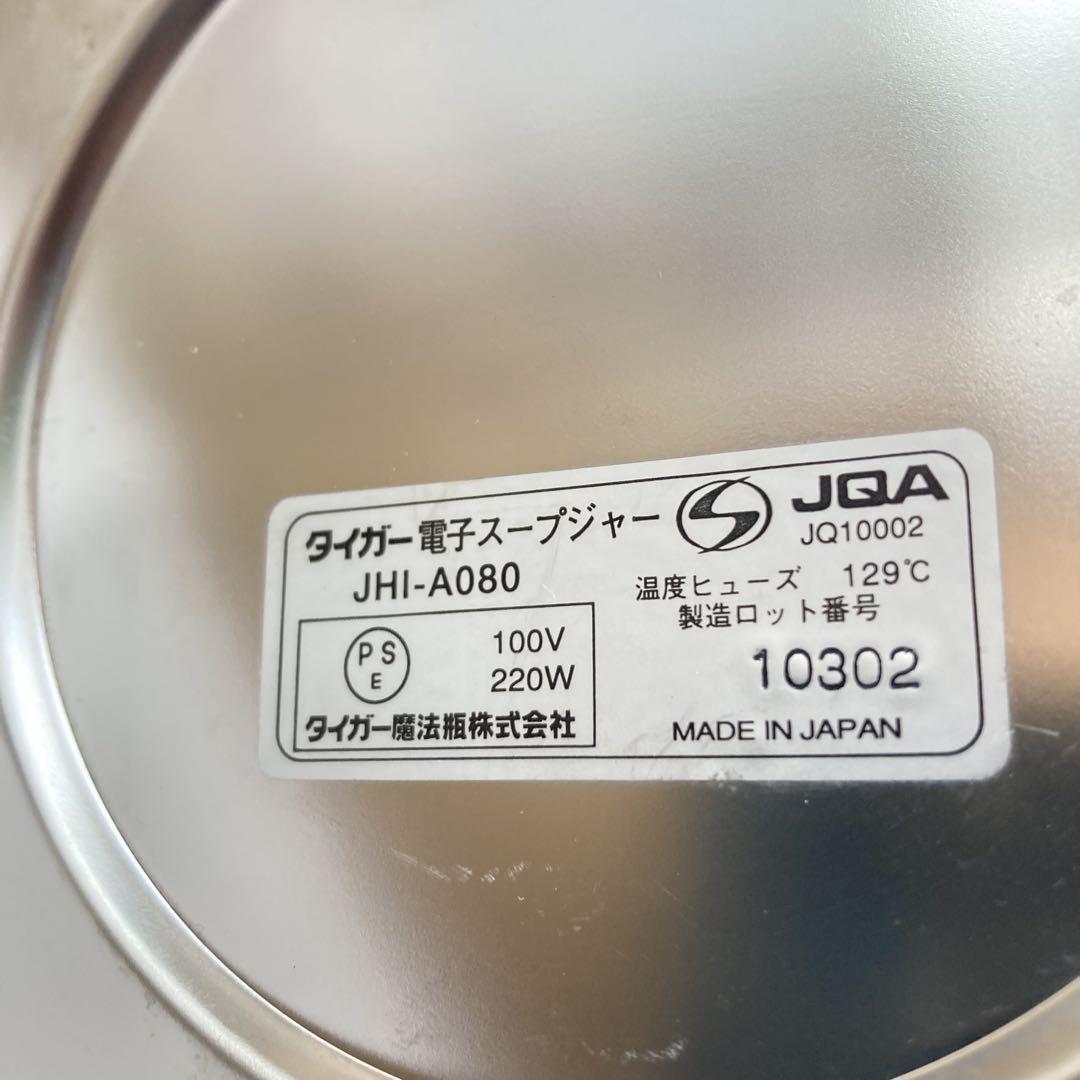 タイガー電子スープジャー
JHI-A080
PS
E
100V
220W
タイガー魔法瓶株式会社
JQA
JQ10002
温度ヒューズ 129℃
製造ロット番号
10302
MADE IN JAPAN